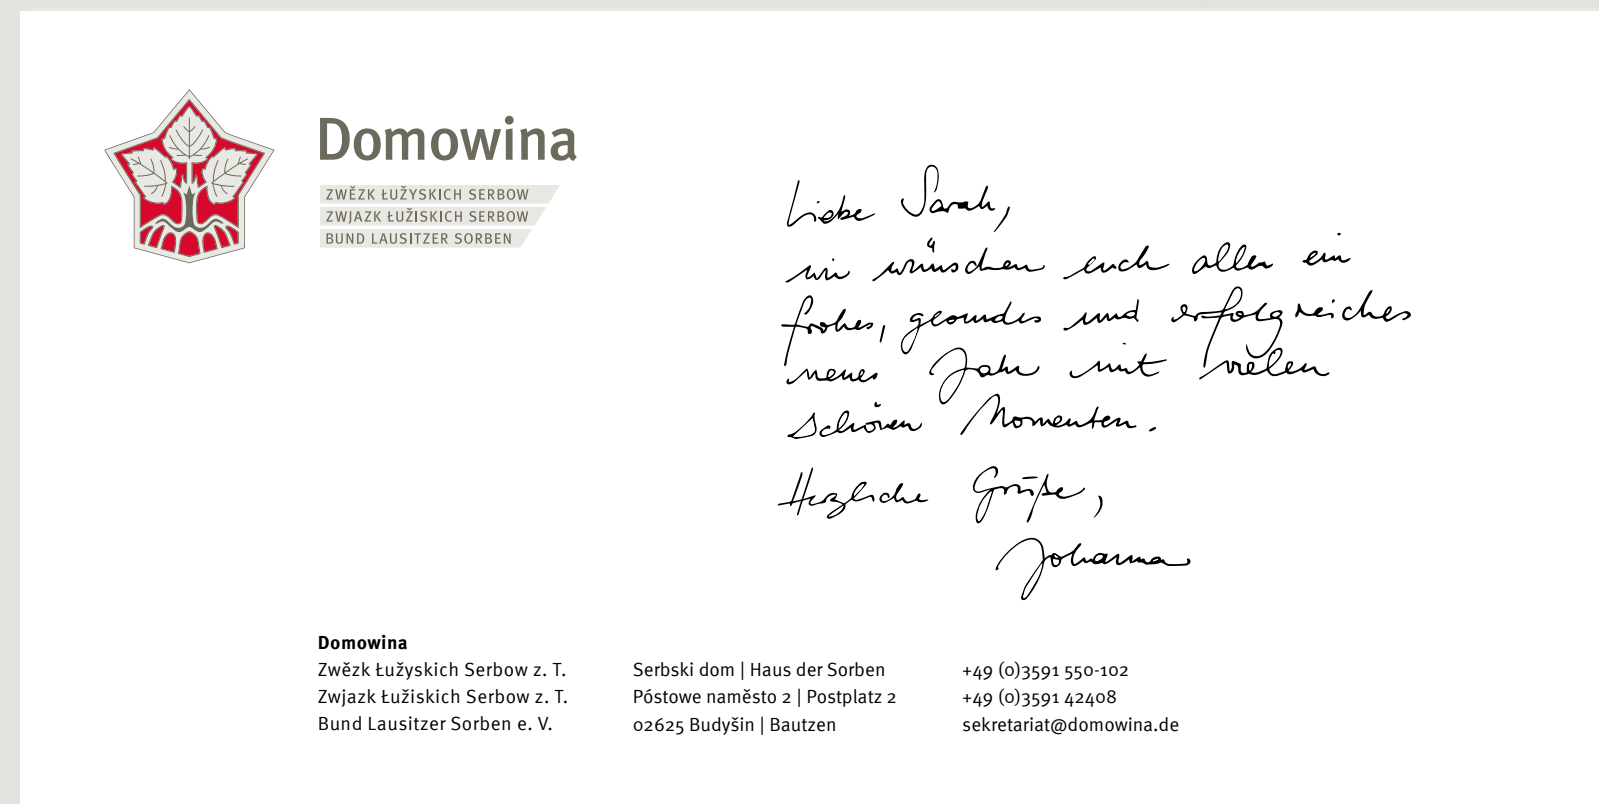 Domowina
ZWĚZK ŁUŽYSKICH SERBOW
ZWJAZK ŁUŽISKICH SERBOW
BUND LAUSITZER SORBEN
Liebe Sarah,
wir wünschen euch allen ein
frohes, gesundes und erfolgreiches
neues Jahr mit vielen
schönen Momenten.
Herzliche Grüße,
Johanna
Domowina
Zwězk Łužyskich Serbow z. T.
Zwjazk Łužiskich Serbow z. T.
Bund Lausitzer Sorben e. V.
Serbski dom | Haus der Sorben
Póstowe naměsto 2 | Postplatz 2
02625 Budyšin | Bautzen
+49 (0)3591 550-102
+49 (0)3591 42408
sekretariat@domowina.de